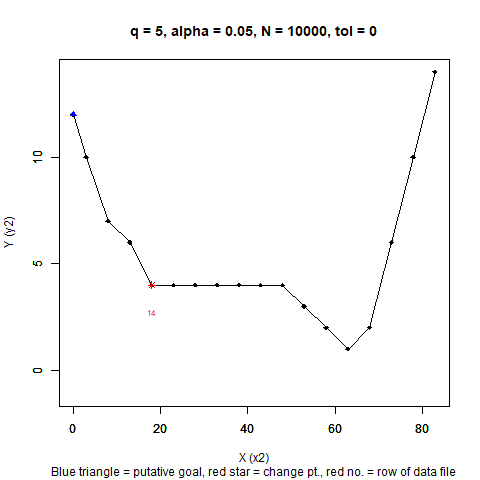 q = 5, alpha = 0.05, N = 10000, tol = 0
Y (y2)
10
5
0
14
0 20 40 60 80
X (x2)
Blue triangle = putative goal, red star = change pt., red no. = row of data file